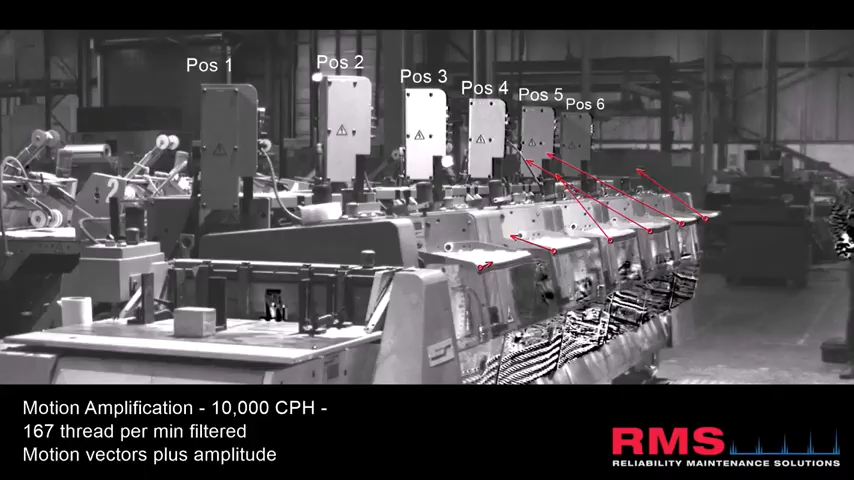 Pos 1
Pos 2
Pos 3
Pos 4
Pos 5
Pos 6
2
Motion Amplification - 10,000 CPH -
167 thread per min filtered
Motion vectors plus amplitude
RMS
RELIABILITY MAINTENANCE SOLUTIONS